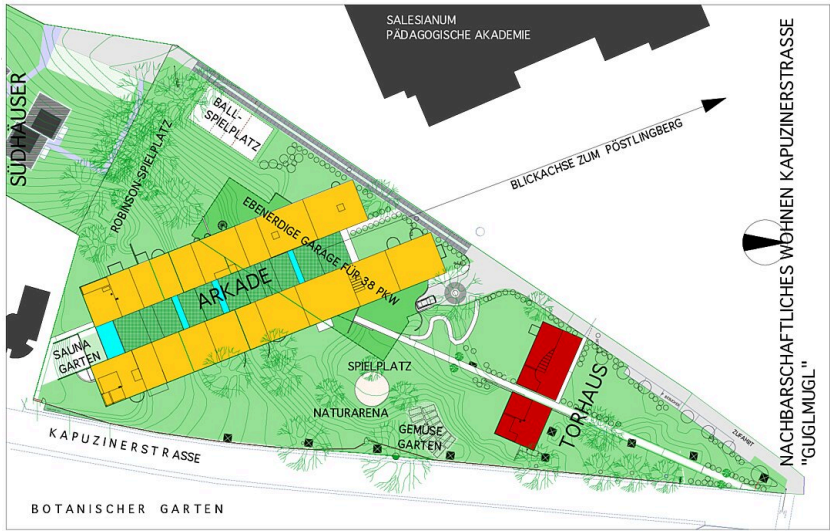 SALESIANUM
PÄDAGOGISCHE AKADEMIE
SÜDHÄUSER
BALL-
SPIELPLATZ
ROBINSON-SPIELPLATZ
BLICKACHSE ZUM PÖSTLINGBERG
EBENERDIGE GARAGE FÜR 38 PKW
ARKADE
SAUNA
GARTEN
SPIELPLATZ
NATURARENA
GEMÜSE
GARTEN
TORHAUS
ZUFAHRT
KAPUZINERSTRASSE
BOTANISCHER GARTEN
NACHBARSCHAFTLICHES WOHNEN KAPUZINERSTRASSE
"GUGLMUGL"